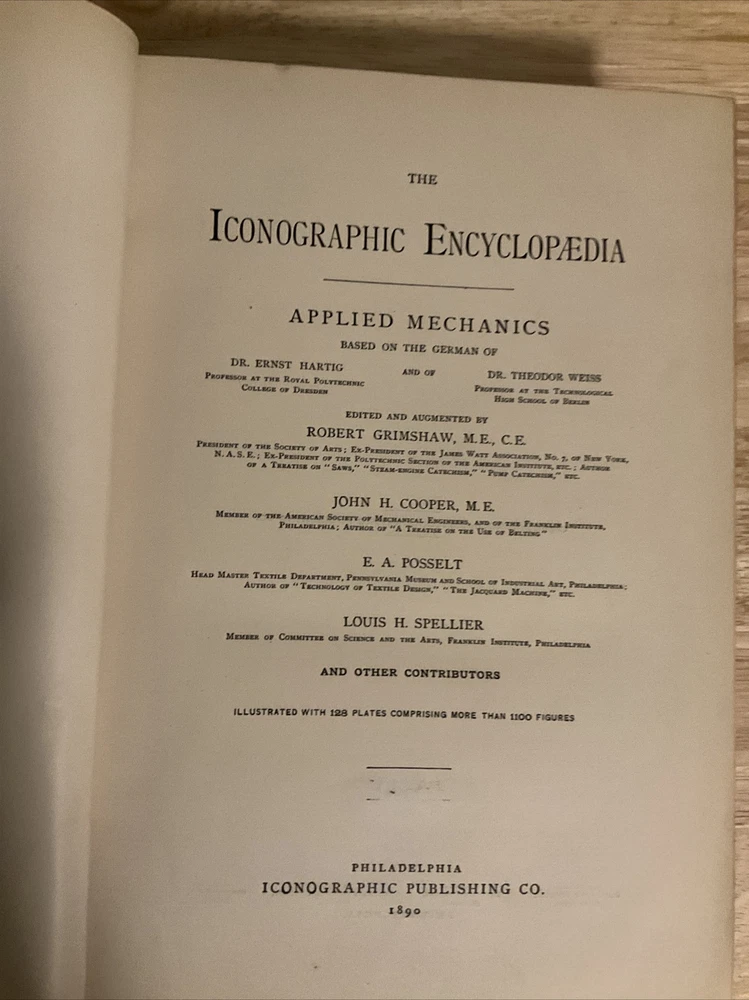 THE
ICONOGRAPHIC ENCYCLOPÆDIA
APPLIED MECHANICS
BASED ON THE GERMAN OF
DR. ERNST HARTIG
PROFESSOR AT THE ROYAL POLYTECHNIC
COLLEGE OF DRESDEN
AND OF
DR. THEODOR WEISS
PROFESSOR AT THE TECHNOLOGICAL
HIGH SCHOOL OF BERLIN
EDITED AND AUGMENTED BY
ROBERT GRIMSHAW, M.E., C.E.
PRESIDENT OF THE SOCIETY OF ARTS; EX-PRESIDENT OF THE JAMES WATT ASSOCIATION, NO. 7, OF NEW YORK,
N. A. S. E.; EX-PRESIDENT OF THE POLYTECHNIC SECTION OF THE AMERICAN INSTITUTE, ETC.; AUTHOR
OF A TREATISE ON "SAWS," "STEAM-ENGINE CATECHISM," "PUMP CATECHISM," ETC.
JOHN H. COOPER, M.E.
MEMBER OF THE AMERICAN SOCIETY OF MECHANICAL ENGINEERS, AND OF THE FRANKLIN INSTITUTE,
PHILADELPHIA; AUTHOR OF "A TREATISE ON THE USE OF BELTING"
E. A. POSSELT
HEAD MASTER TEXTILE DEPARTMENT, PENNSYLVANIA MUSEUM AND SCHOOL OF INDUSTRIAL ART, PHILADELPHIA;
AUTHOR OF "TECHNOLOGY OF TEXTILE DESIGN," "THE JACQUARD MACHINE," ETC.
LOUIS H. SPELLIER
MEMBER OF COMMITTEE ON SCIENCE AND THE ARTS, FRANKLIN INSTITUTE, PHILADELPHIA
AND OTHER CONTRIBUTORS
ILLUSTRATED WITH 128 PLATES COMPRISING MORE THAN 1100 FIGURES
PHILADELPHIA
ICONOGRAPHIC PUBLISHING CO.
1890